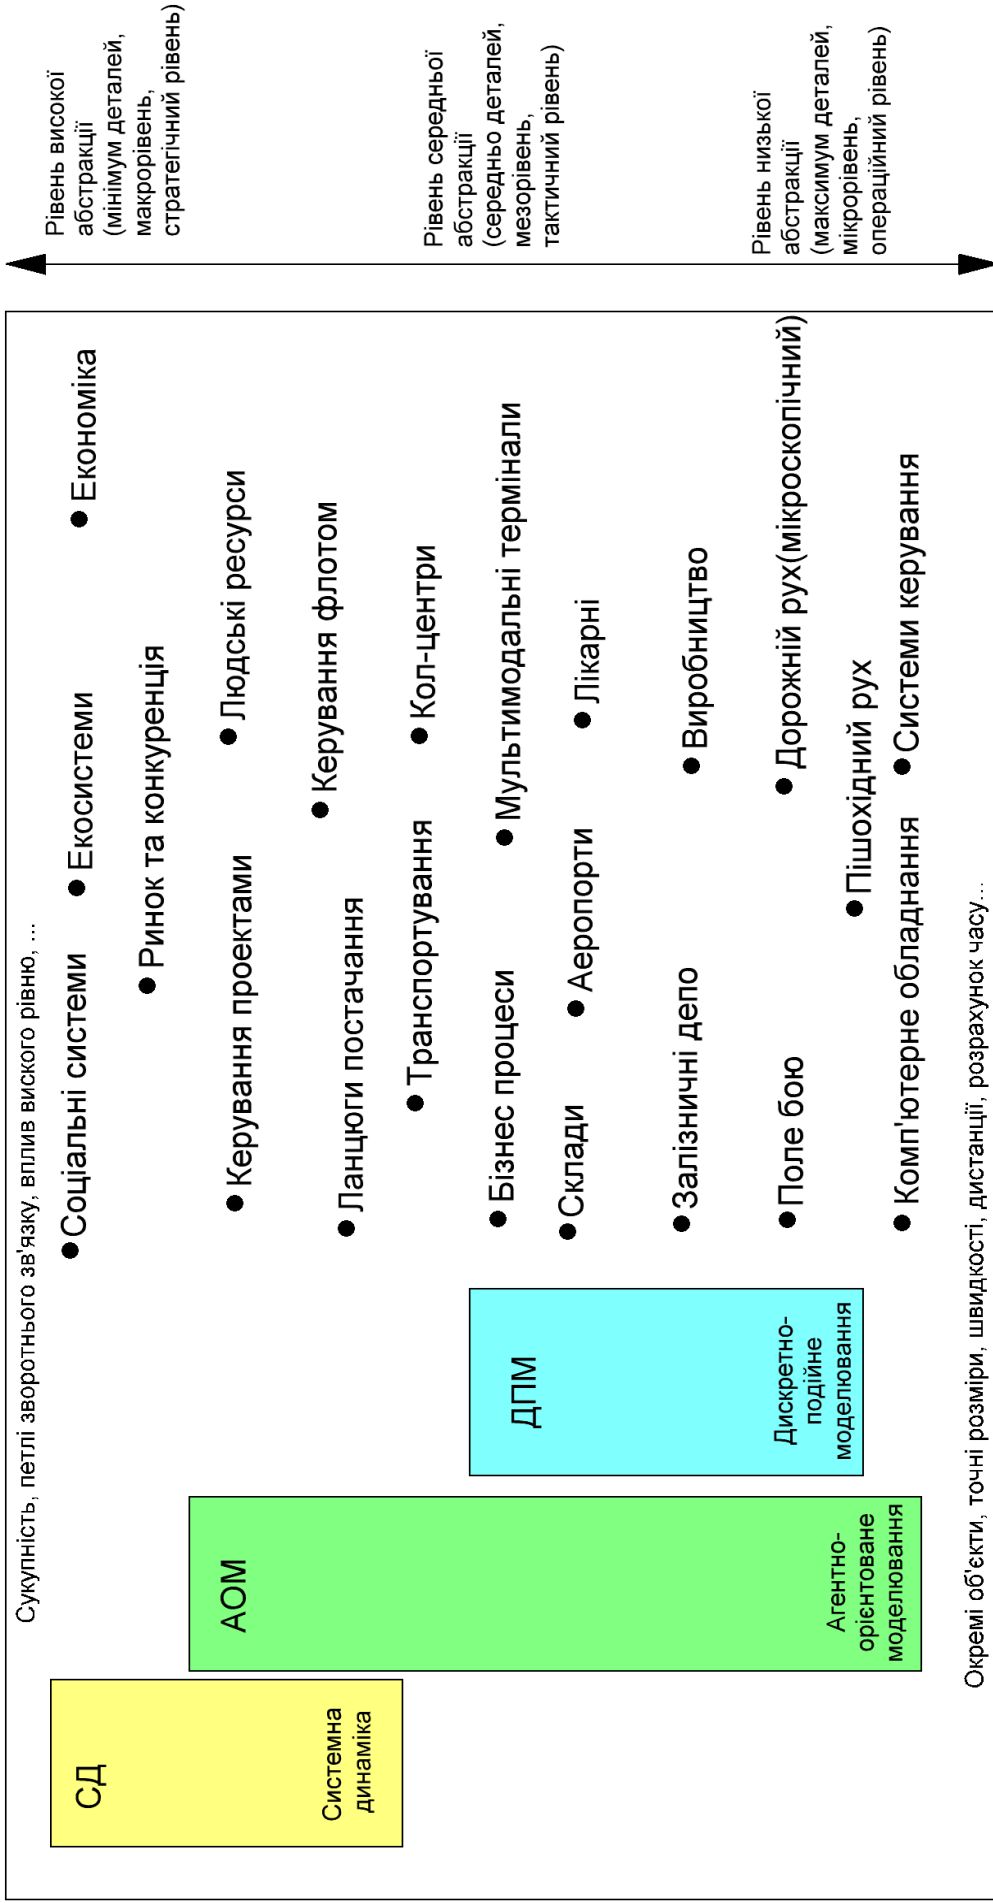 Сукупність, петлі зворотнього зв'язку, вплив виского рівню, ...
СД
Системна
динаміка
АОМ
Агентно-
орієнтоване
моделювання
ДПМ
Дискретно-
подійне
моделювання
Соціальні системи
Екосистеми
Економіка
Ринок та конкуренція
Керування проектами
Людські ресурси
Керування флотом
Ланцюги постачання
Транспортування
Кол-центри
Бізнес процеси
Мультимодальні термінали
Склади
Аеропорти
Лікарні
Залізничні депо
Виробництво
Поле бою
Дорожній рух(мікроскопічний)
Пішохідний рух
Комп'ютерне обладнання
Системи керування
Окремі об'єкти, точні розміри, швидкості, дистанції, розрахунок часу...
Рівень високої
абстракції
(мінімум деталей,
макрорівень,
стратегічний рівень)
Рівень середньої
абстракції
(середньо деталей,
мезорівень,
тактичний рівень)
Рівень низької
абстракції
(максимум деталей,
мікрорівень,
операційний рівень)